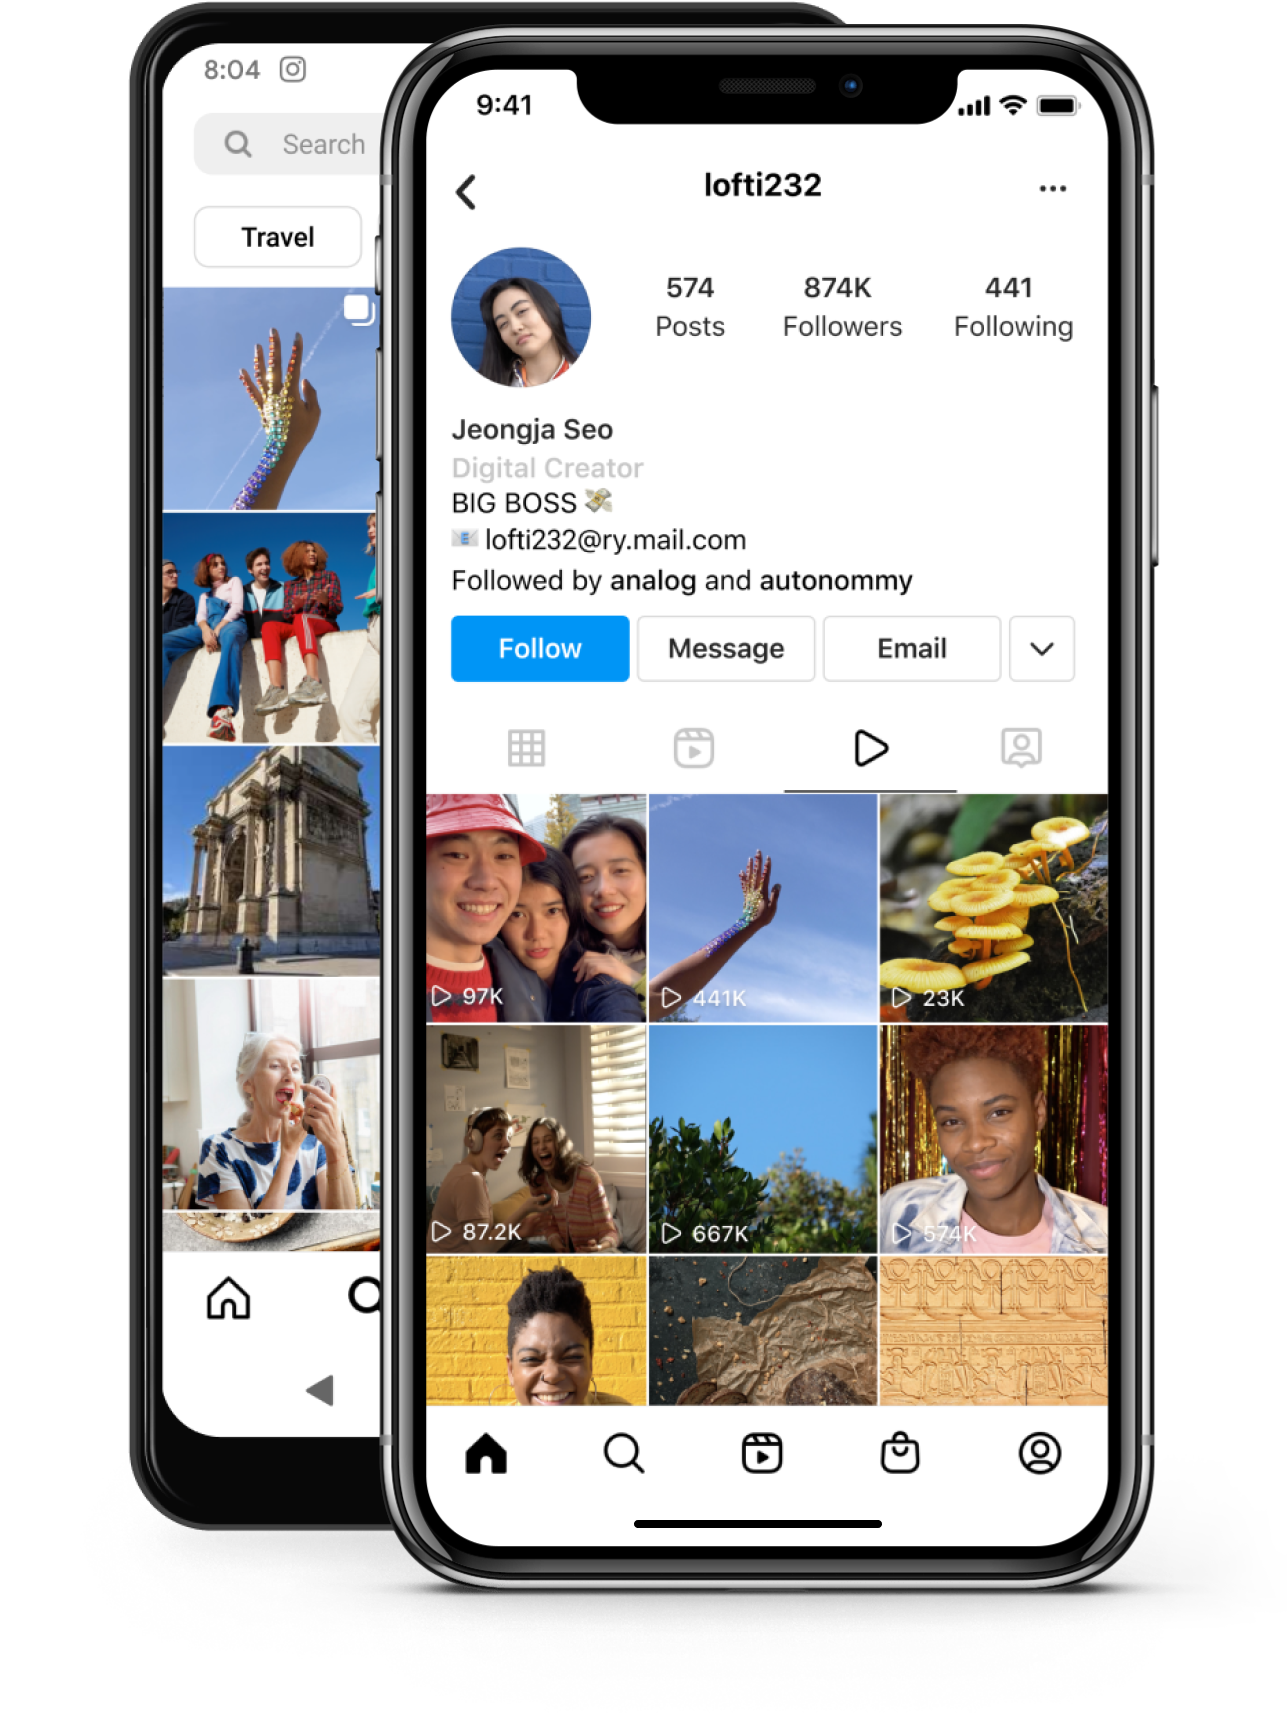 8:04
Search
Travel
9:41
lofti232
574 874K 441
Posts Followers Following
Jeongja Seo
Digital Creator
BIG BOSS 💸
📧 lofti232@ry.mail.com
Followed by analog and autonommy
Follow Message Email
97K 441K 23K
87.2K 667K 574K